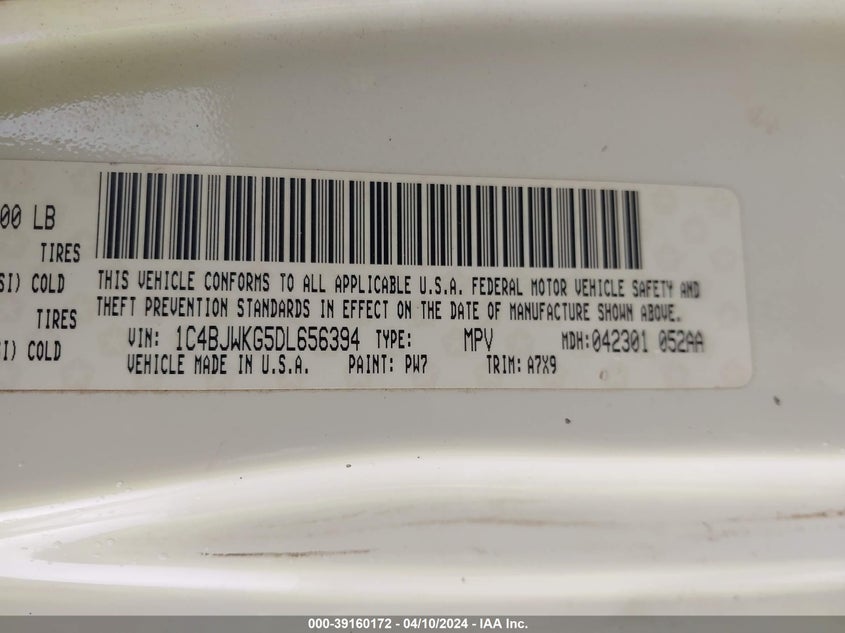 00 LB
TIRES
SI) COLD
TIRES
I) COLD
THIS VEHICLE CONFORMS TO ALL APPLICABLE U.S.A. FEDERAL MOTOR VEHICLE SAFETY AND
THEFT PREVENTION STANDARDS IN EFFECT ON THE DATE OF MANUFACTURE SHOWN ABOVE.
VIN: 1C4BJWKG5DL656394 TYPE: MPV MDH:042301 052AA
VEHICLE MADE IN U.S.A. PAINT: PW7 TRIM: A7X9
000-39160172 - 04/10/2024 - IAA Inc.